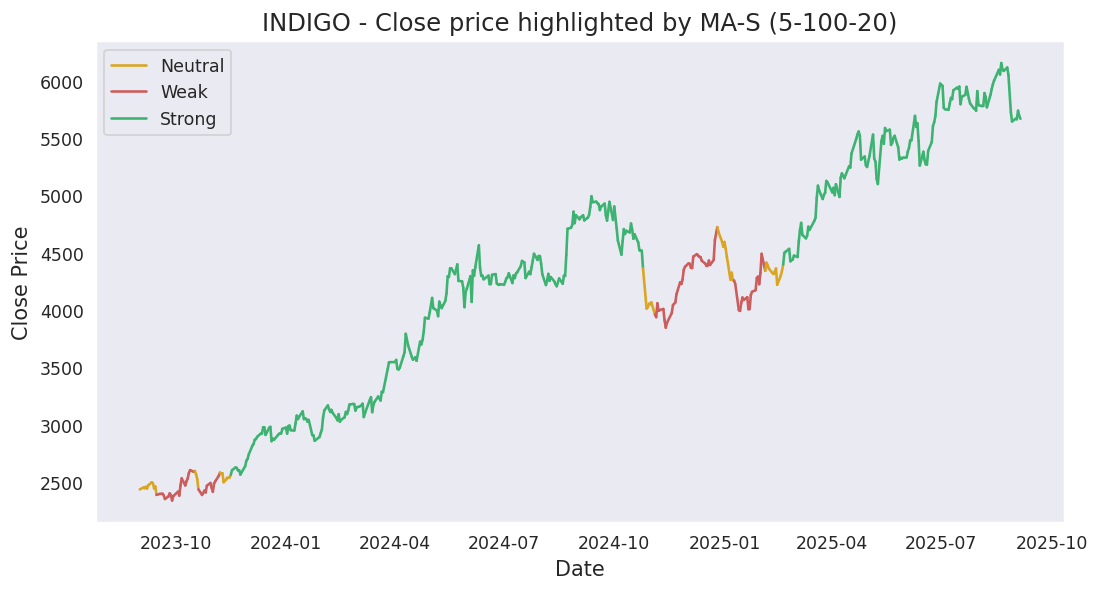 INDIGO - Close price highlighted by MA-S (5-100-20)
Neutral
Weak
Strong
Close Price
6000
5500
5000
4500
4000
3500
3000
2500
2023-10 2024-01 2024-04 2024-07 2024-10 2025-01 2025-04 2025-07 2025-10
Date